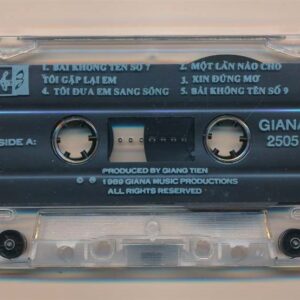 1. BÀI KHÔNG TÊN SỐ 7
2. MỘT LẦN NÀO CHO
TÔI GẶP LẠI EM
3. XIN ĐỪNG MƠ
4. TÔI ĐƯA EM SANG SÔNG
5. BÀI KHÔNG TÊN SỐ 9
SIDE A:
GIANA
2505
PRODUCED BY GIANG TIEN
℗ © 1989 GIANA MUSIC PRODUCTIONS
ALL RIGHTS RESERVED